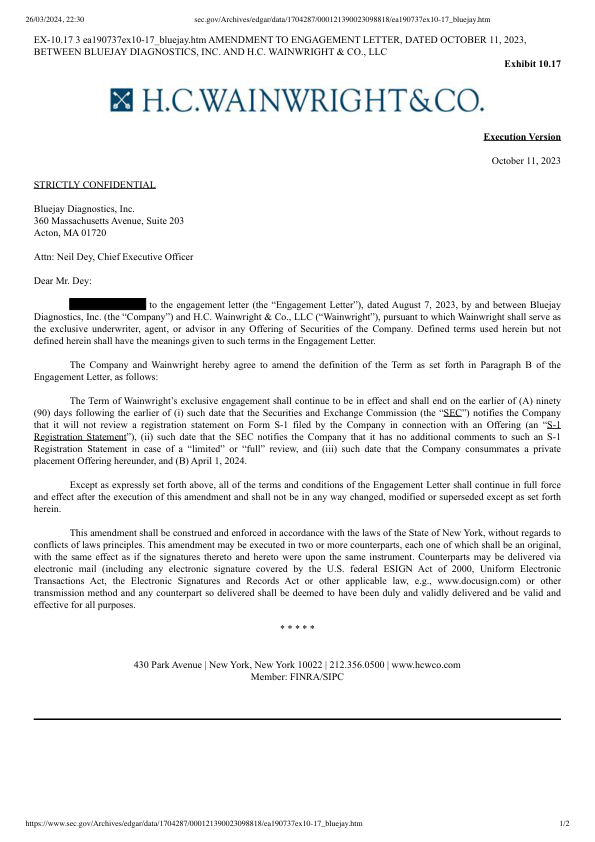 26/03/2024, 22:30
sec.gov/Archives/edgar/data/1704287/000121390023098818/ea190737ex10-17_bluejay.htm
EX-10.17 3 ea190737ex10-17_bluejay.htm AMENDMENT TO ENGAGEMENT LETTER, DATED OCTOBER 11, 2023,
BETWEEN BLUEJAY DIAGNOSTICS, INC. AND H.C. WAINWRIGHT & CO., LLC
Exhibit 10.17
H.C.WAINWRIGHT&CO.
Execution Version
October 11, 2023
STRICTLY CONFIDENTIAL
Bluejay Diagnostics, Inc.
360 Massachusetts Avenue, Suite 203
Acton, MA 01720
Attn: Neil Dey, Chief Executive Officer
Dear Mr. Dey:
to the engagement letter (the “Engagement Letter”), dated August 7, 2023, by and between Bluejay
Diagnostics, Inc. (the “Company”) and H.C. Wainwright & Co., LLC (“Wainwright”), pursuant to which Wainwright shall serve as
the exclusive underwriter, agent, or advisor in any Offering of Securities of the Company. Defined terms used herein but not
defined herein shall have the meanings given to such terms in the Engagement Letter.
The Company and Wainwright hereby agree to amend the definition of the Term as set forth in Paragraph B of the
Engagement Letter, as follows:
The Term of Wainwright’s exclusive engagement shall continue to be in effect and shall end on the earlier of (A) ninety
(90) days following the earlier of (i) such date that the Securities and Exchange Commission (the “SEC”) notifies the Company
that it will not review a registration statement on Form S-1 filed by the Company in connection with an Offering (an “S-1
Registration Statement”), (ii) such date that the SEC notifies the Company that it has no additional comments to such an S-1
Registration Statement in case of a “limited” or “full” review, and (iii) such date that the Company consummates a private
placement Offering hereunder, and (B) April 1, 2024.
Except as expressly set forth above, all of the terms and conditions of the Engagement Letter shall continue in full force
and effect after the execution of this amendment and shall not be in any way changed, modified or superseded except as set forth
herein.
This amendment shall be construed and enforced in accordance with the laws of the State of New York, without regards to
conflicts of laws principles. This amendment may be executed in two or more counterparts, each one of which shall be an original,
with the same effect as if the signatures thereto and hereto were upon the same instrument. Counterparts may be delivered via
electronic mail (including any electronic signature covered by the U.S. federal ESIGN Act of 2000, Uniform Electronic
Transactions Act, the Electronic Signatures and Records Act or other applicable law, e.g., www.docusign.com) or other
transmission method and any counterpart so delivered shall be deemed to have been duly and validly delivered and be valid and
effective for all purposes.
* * * * *
430 Park Avenue | New York, New York 10022 | 212.356.0500 | www.hcwco.com
Member: FINRA/SIPC
https://www.sec.gov/Archives/edgar/data/1704287/000121390023098818/ea190737ex10-17_bluejay.htm
1/2